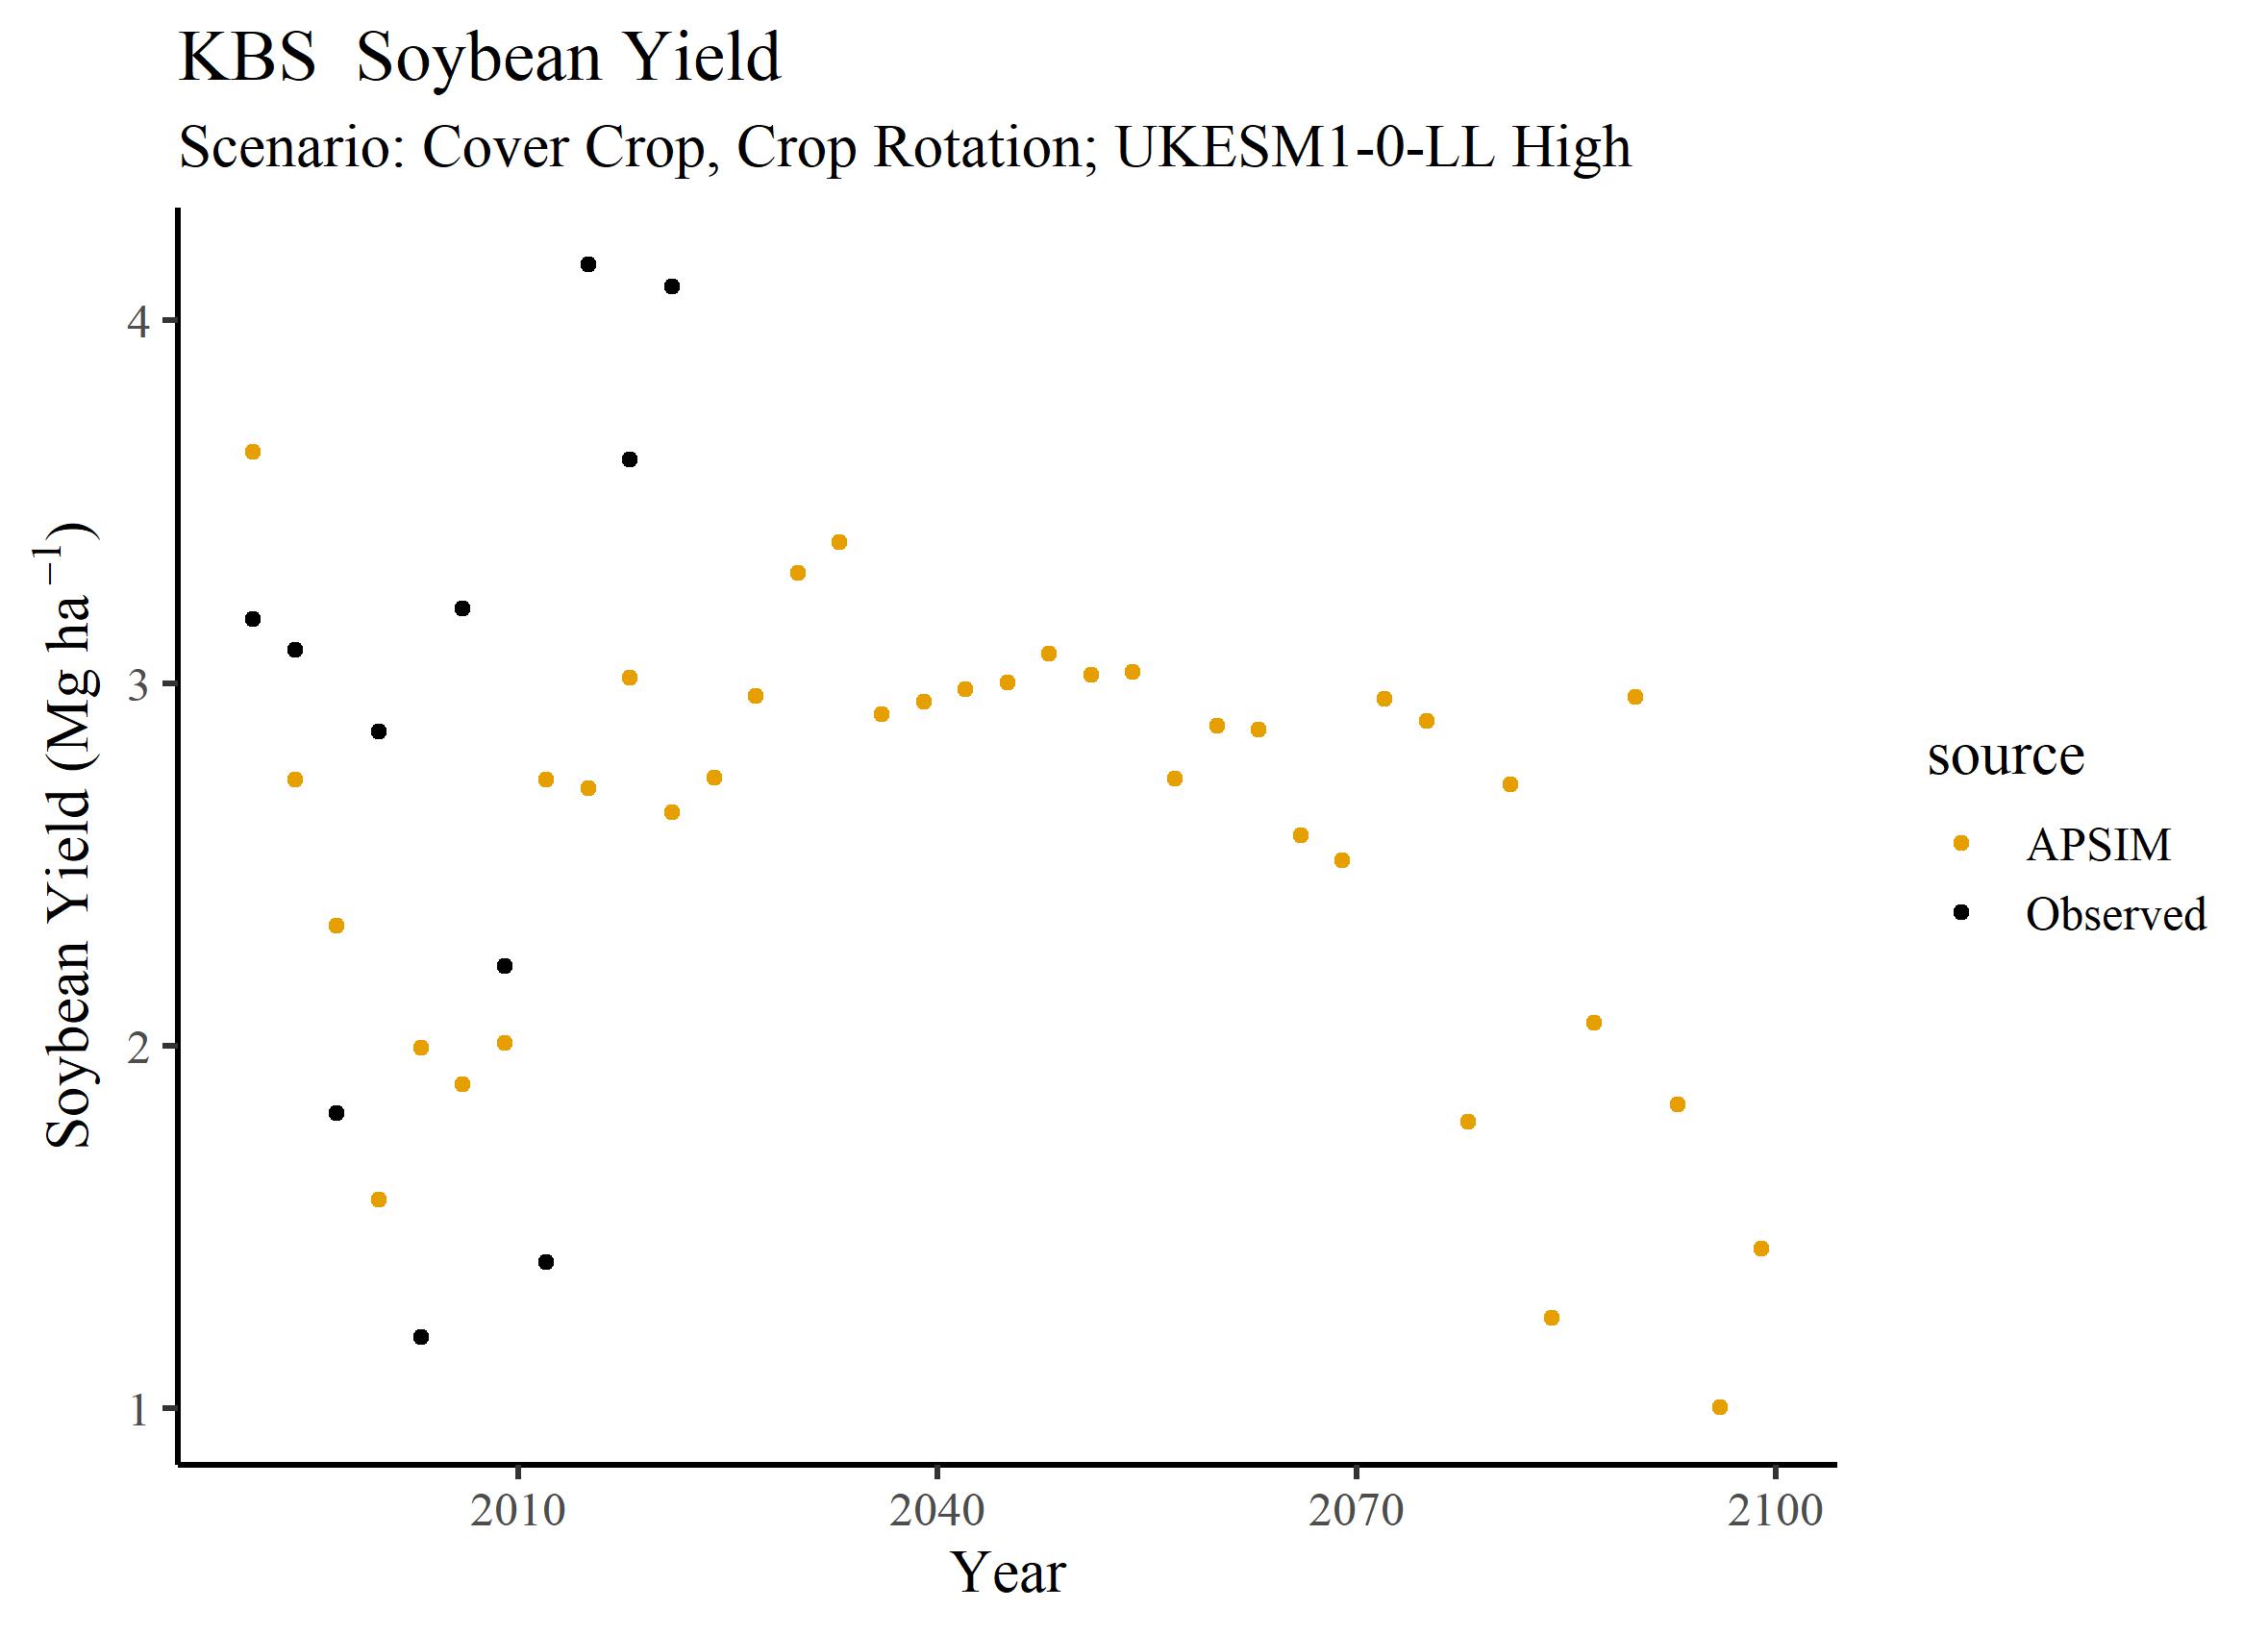 KBS  Soybean Yield
Scenario: Cover Crop, Crop Rotation; UKESM1-0-LL High
Soybean Yield (Mg ha −1)
4
3
2
1
2010
2040
2070
2100
Year
source
APSIM
Observed